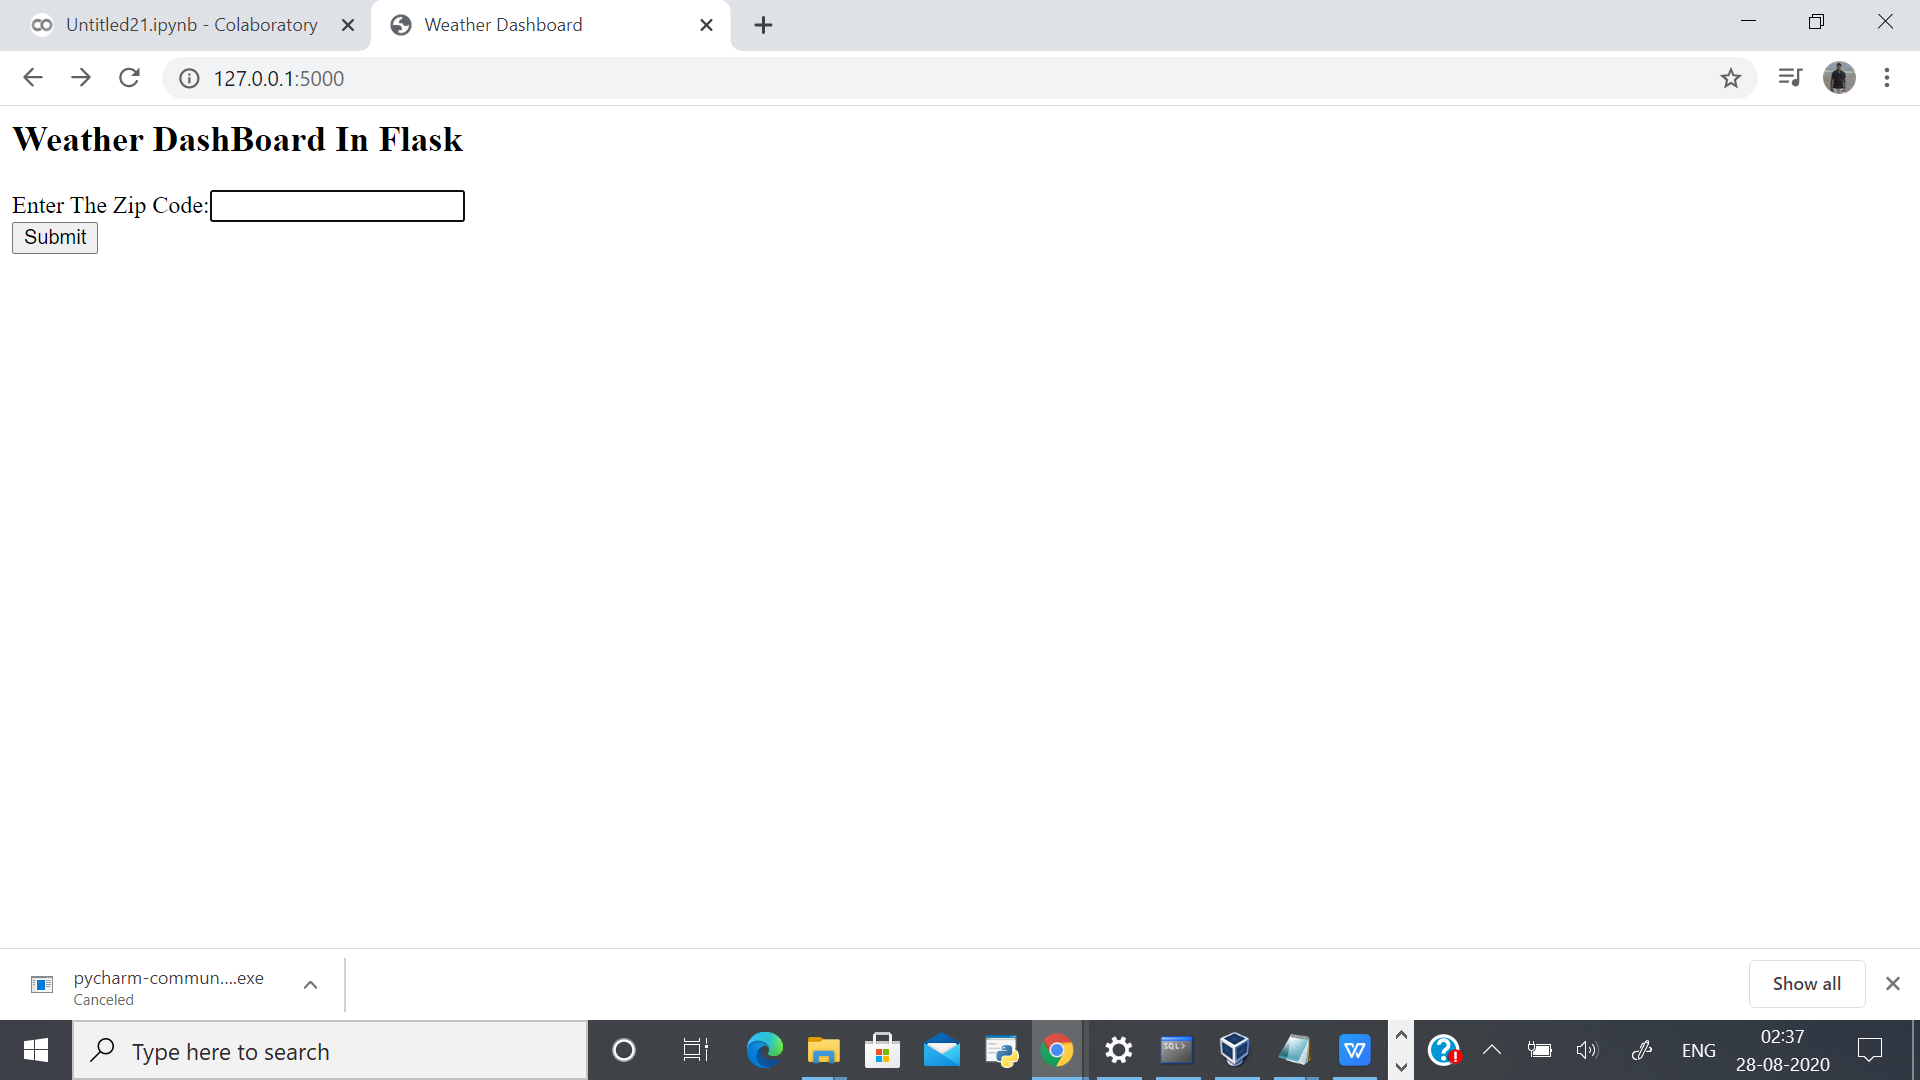 Untitled21.ipynb - Colaboratory
Weather Dashboard
127.0.0.1:5000
Weather DashBoard In Flask
Enter The Zip Code:
Submit
pycharm-commun....exe
Canceled
Show all
Type here to search
SQL>
W
ENG
02:37
28-08-2020